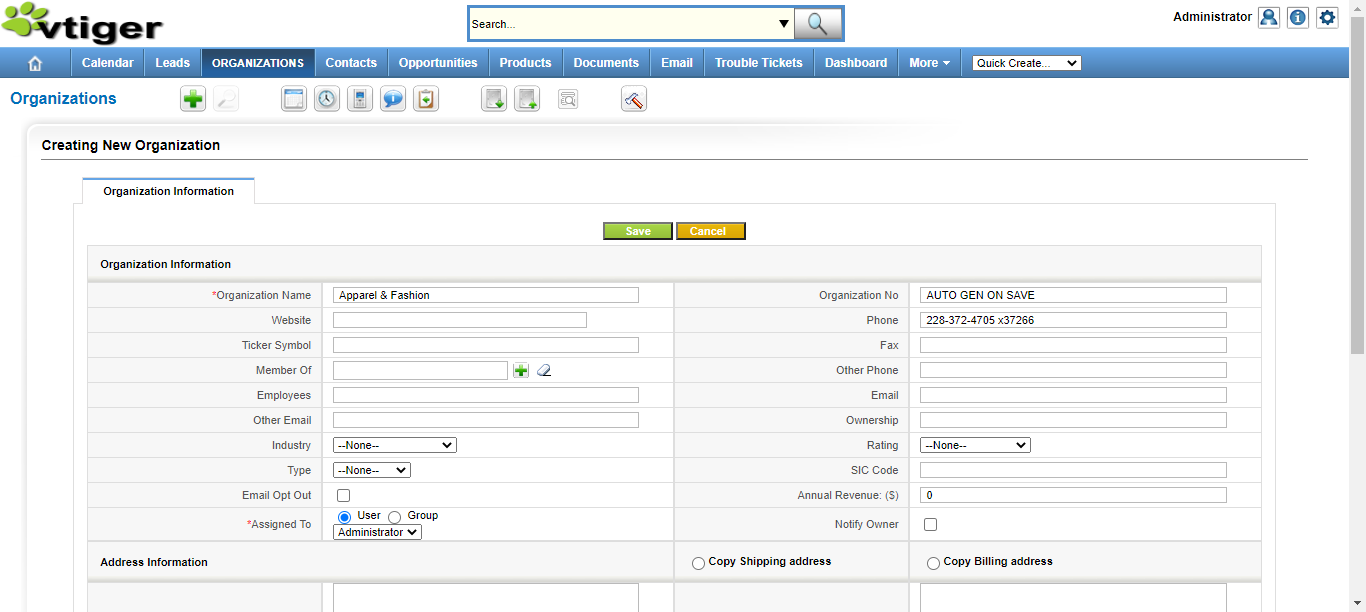 vtiger
Search...
Administrator
Calendar Leads ORGANIZATIONS Contacts Opportunities Products Documents Email Trouble Tickets Dashboard More Quick Create...
Organizations
Creating New Organization
Organization Information
Save Cancel
Organization Information
*Organization Name Apparel & Fashion Organization No AUTO GEN ON SAVE
Website Phone 228-372-4705 x37266
Ticker Symbol Fax
Member Of Other Phone
Employees Email
Other Email Ownership
Industry --None-- Rating --None--
Type --None-- SIC Code
Email Opt Out Annual Revenue: ($) 0
*Assigned To User Group Notify Owner
Administrator
Address Information Copy Shipping address Copy Billing address